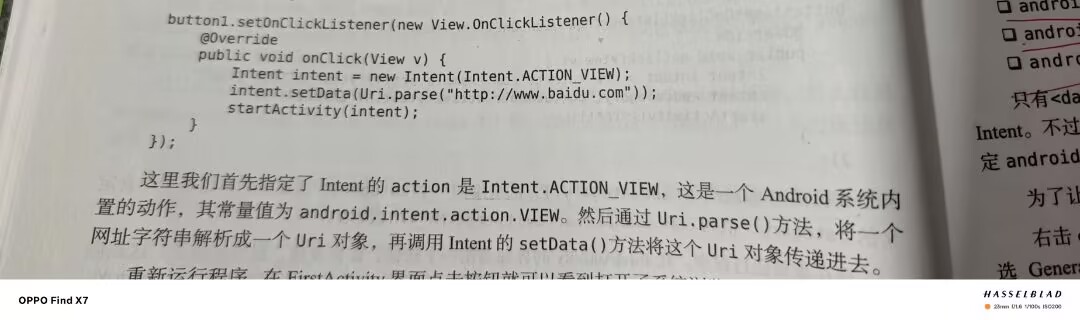 button1.setOnClickListener(new View.OnClickListener() {
@Override
public void onClick(View v) {
Intent intent = new Intent(Intent.ACTION_VIEW);
intent.setData(Uri.parse("http://www.baidu.com"));
startActivity(intent);
}
});
这里我们首先指定了 Intent 的 action 是 Intent.ACTION_VIEW，这是一个 Android 系统内
置的动作，其常量值为 android.intent.action.VIEW。然后通过 Uri.parse()方法，将一个
网址字符串解析成一个 Uri 对象，再调用 Intent 的 setData()方法将这个 Uri 对象传递进去。
重新运行程序，在 FirstActivity 界面点击按钮就可以看到打开了系统
❑ androi
❑ androi
❑ andro
只有<da
Intent。不过
定 android
为了让
右击
选 Genera
OPPO Find X7
HASSELBLAD
23mm f/1.6 1/100s ISO200